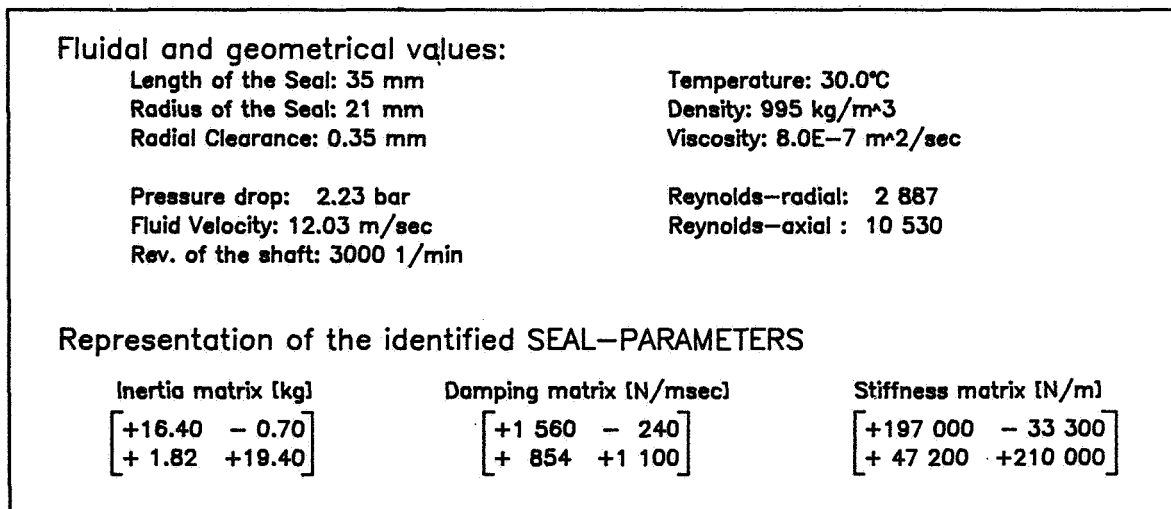 Fluidal and geometrical values:
Length of the Seal: 35 mm
Radius of the Seal: 21 mm
Radial Clearance: 0.35 mm
Temperature: 30.0°C
Density: 995 kg/m^3
Viscosity: 8.0E-7 m^2/sec
Pressure drop: 2.23 bar
Fluid Velocity: 12.03 m/sec
Rev. of the shaft: 3000 1/min
Reynolds-radial: 2 887
Reynolds-axial : 10 530
Representation of the identified SEAL-PARAMETERS
Inertia matrix [kg]
+16.40 - 0.70
+ 1.82 +19.40
Damping matrix [N/msec]
+1 560 - 240
+ 854 +1 100
Stiffness matrix [N/m]
+197 000 - 33 300
+ 47 200 +210 000